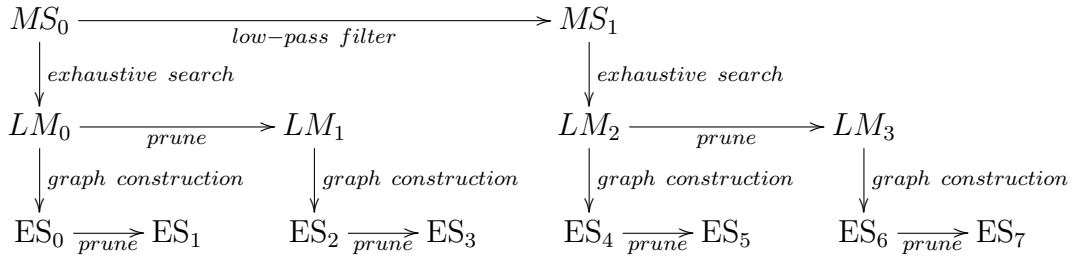 MS₀ MS₁
low−pass filter
exhaustive search exhaustive search
LM₀ LM₁ LM₂ LM₃
prune prune
graph construction graph construction graph construction graph construction
ES₀ ES₁ ES₂ ES₃ ES₄ ES₅ ES₆ ES₇
prune prune prune prune